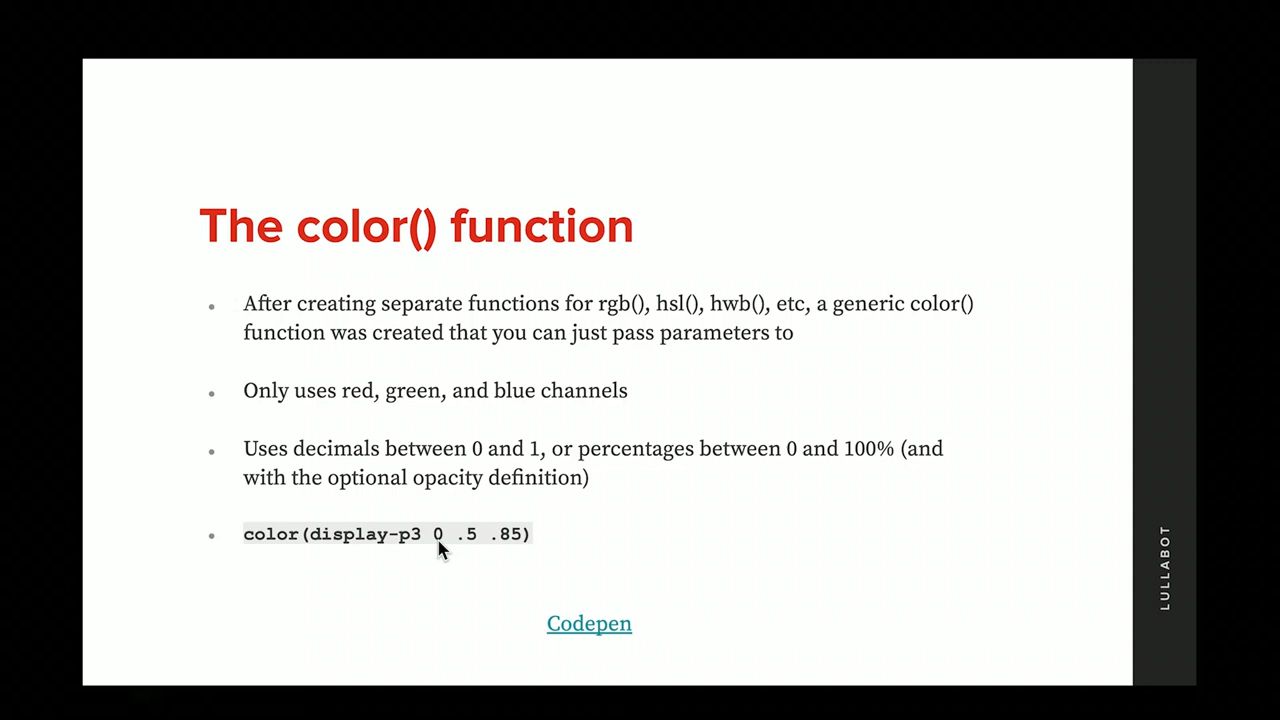 The color() function
After creating separate functions for rgb(), hsl(), hwb(), etc, a generic color()
function was created that you can just pass parameters to
Only uses red, green, and blue channels
Uses decimals between 0 and 1, or percentages between 0 and 100% (and
with the optional opacity definition)
color(display-p3 0 .5 .85)
Codepen
LULLABOT